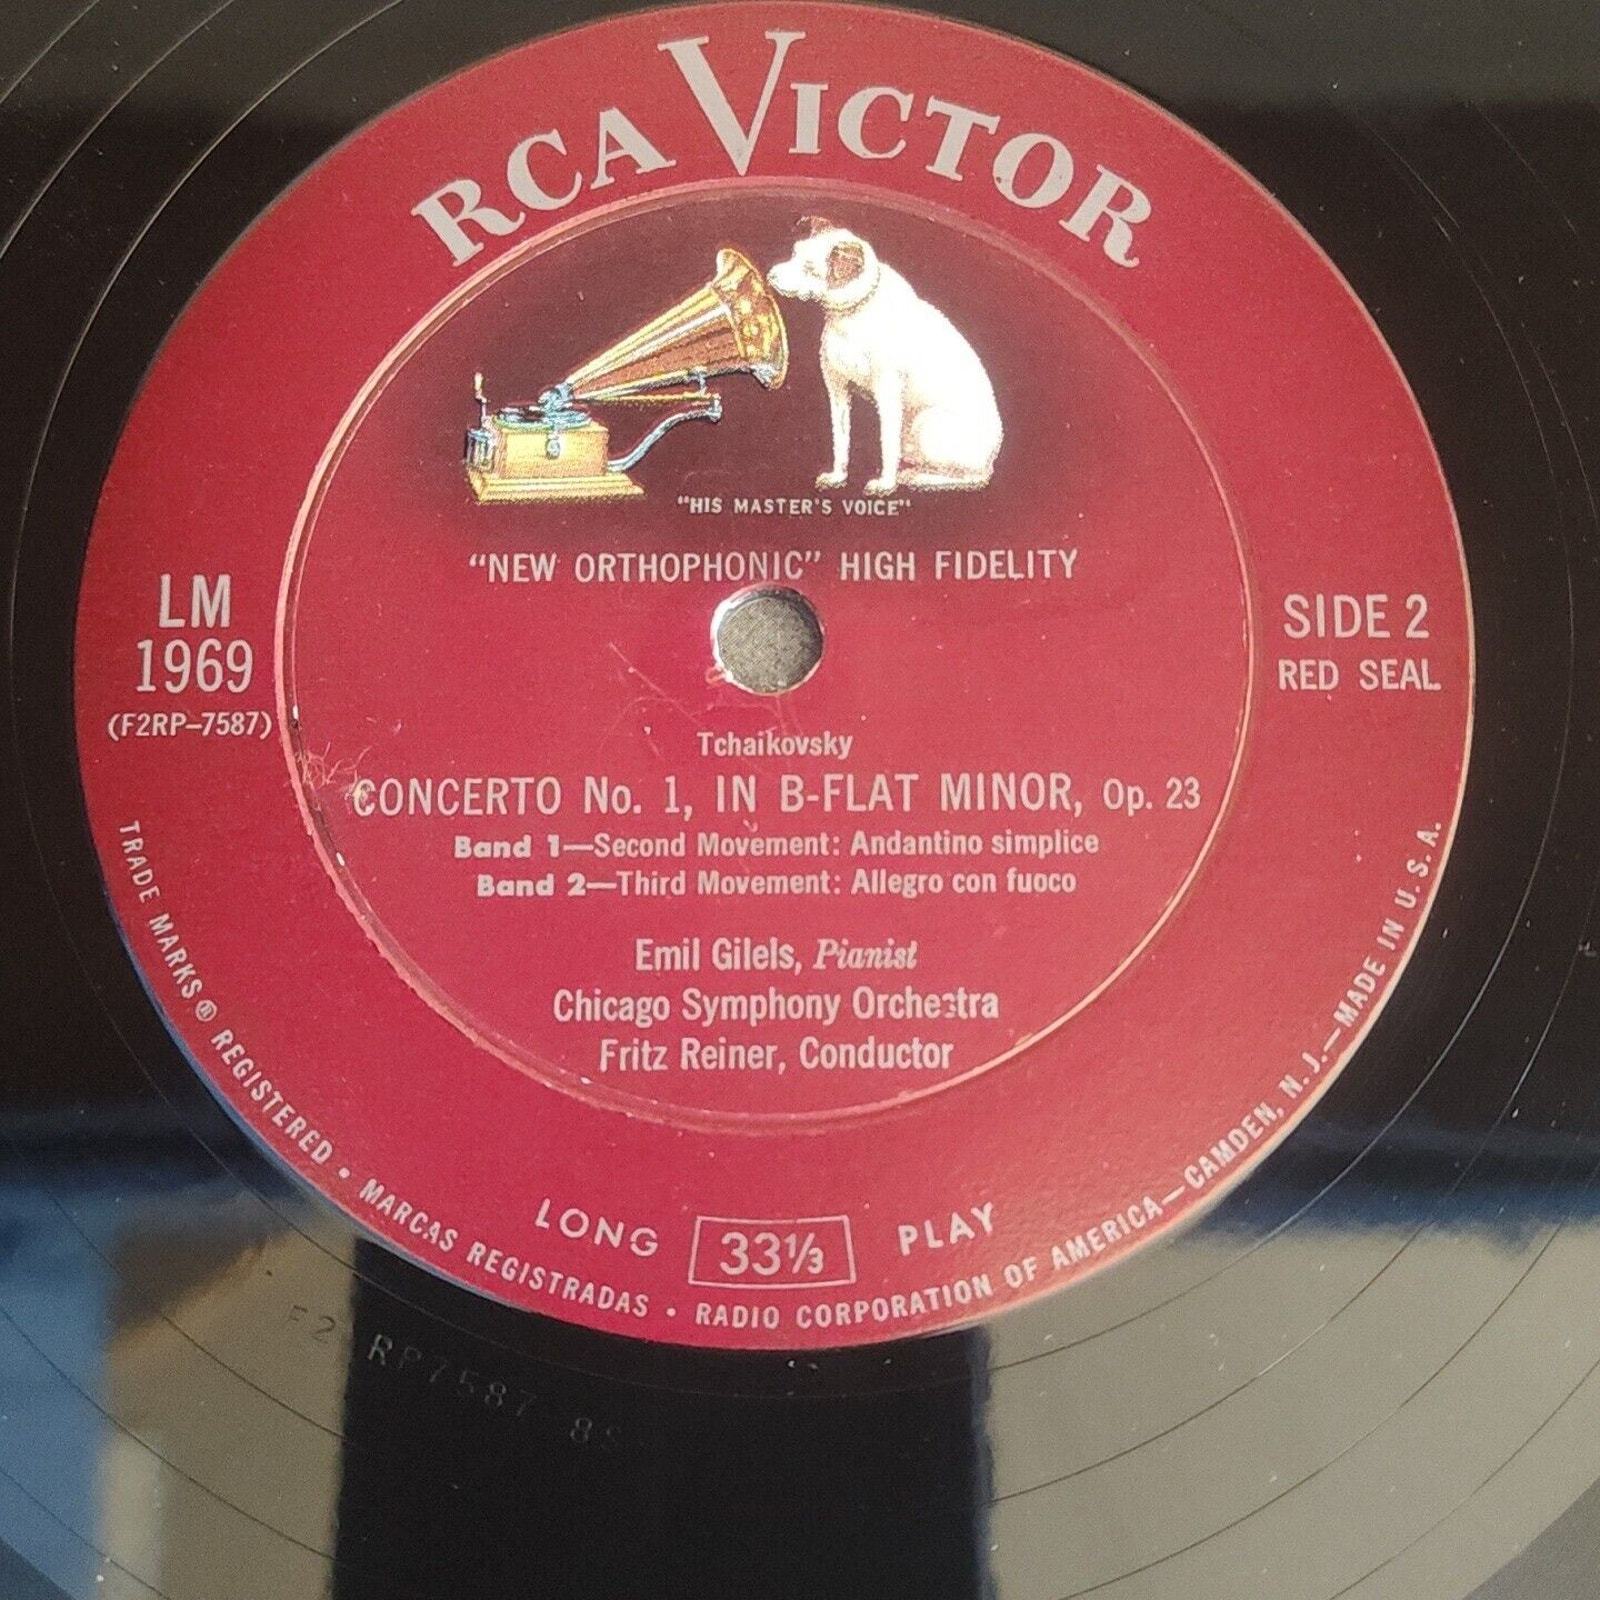 RCA VICTOR
"HIS MASTER'S VOICE"
"NEW ORTHOPHONIC" HIGH FIDELITY
LM
1969
(F2RP–7587)
SIDE 2
RED SEAL
Tchaikovsky
CONCERTO No. 1, IN B-FLAT MINOR, Op. 23
Band 1—Second Movement: Andantino simplice
Band 2—Third Movement: Allegro con fuoco
Emil Gilels, Pianist
Chicago Symphony Orchestra
Fritz Reiner, Conductor
LONG 33⅓ PLAY
TRADE MARKS ® REGISTERED • MARCAS REGISTRADAS • RADIO CORPORATION OF AMERICA—CAMDEN, N. J.—MADE IN U. S. A.
F2 RP7587 8S